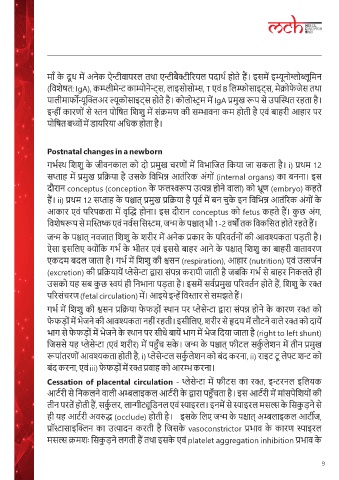 mch
माँ के दूध में अनेक ऐन्टीवायरल तथा एन्टीबैक्टीरियल पदार्थ होते हैं। इसमें इम्यूनोग्लोब्लुमिन
(विशेषत: IgA), कम्प्लीमेन्ट काम्पोनेन्ट्स, लाइसोसोम्स, T एवं B लिम्फोसाइट्स, मेक्रोफेजेस तथा
पालीमार्फोन्यूक्लिअर ल्यूकोसाइट्स होते है। कोलोस्ट्रम में IgA प्रमुख रूप से उपस्थित रहता है।
इन्हीं कारणों से स्तन पोषित शिशु में संक्रमण की सम्भावना कम होती है एवं बाहरी आहार पर
पोषित बच्चों में डायरिया अधिक होता है।
Postnatal changes in a newborn
गर्भस्थ शिशु के जीवनकाल को दो प्रमुख चरणों में विभाजित किया जा सकता है। i) प्रथम 12
सप्ताह में प्रमुख प्रक्रिया है उसके विभिन्न आतंरिक अंगों (internal organs) का बनना। इस
दौरान conceptus (conception के फलस्वरूप उत्पन्न होने वाला) को भ्रूण (embryo) कहते
हैं। ii) प्रथम 12 सप्ताह के पश्चात् प्रमुख प्रक्रिया है पूर्व में बन चुके इन विभिन्न आतंरिक अंगों के
आकार एवं परिपक्वता में वृद्धि होना। इस दौरान conceptus को fetus कहते हैं। कुछ अंग,
विशेषरूप से मस्तिष्क एवं नर्वस सिस्टम, जन्म के पश्चात् भी 1-2 वर्षों तक विकसित होते रहते हैं।
जन्म के पश्चात् नवजात शिशु के शरीर में अनेक प्रकार के परिवर्तनों की आवश्यकता पड़ती है।
ऐसा इसलिए क्योंकि गर्भ के भीतर एवं इससे बाहर आने के पश्चात् शिशु का बाहरी वातावरण
एकदम बदल जाता है। गर्भ में शिशु की श्वसन (respiration), आहार (nutrition) एवं उत्सर्जन
(excretion) की प्रक्रियायें प्लेसेन्टा द्वारा संपन्न करायी जाती है जबकि गर्भ से बाहर निकलते ही
उसको यह सब कुछ स्वयं ही निभाना पड़ता है। इसमें सर्वप्रमुख परिवर्तन होते हैं, शिशु के रक्त
परिसंचरण (fetal circulation) में। आइये इन्हें विस्तार से समझते हैं।
गर्भ में शिशु की श्वसन प्रक्रिया फेफड़ों स्थान पर प्लेसेन्टा द्वारा संपन्न होने के कारण रक्त को
फेफड़ों में भेजने की आवश्यकता नहीं रहती। इसीलिए, शरीर से हृदय में लौटने वाले रक्त को दायें
भाग से फेफड़ों में भेजने के स्थान पर सीधे बायें भाग में भेज दिया जाता है (right to left shunt)
जिससे यह प्लेसेन्टा (एवं शरीर) में पहुँच सके। जन्म के पश्चात् फीटल सर्कुलेशन में तीन प्रमुख
रूपांतरणों आवश्यकता होती है, i) प्लेसेन्टल सर्कुलेशन को बंद करना, ii) राइट टू लेफ्ट शन्ट को
बंद करना, एवं iii) फेफड़ों में रक्त प्रवाह को आरम्भ करना।
Cessation of placental circulation - प्लेसेन्टा में फीटस का रक्त, इन्टरनल इलियक
आर्टरी से निकलने वाली अम्बलाइकल आर्टरी के द्वारा पहुँचता है। इस आर्टरी में मांसपेशियों की
तीन परतें होती हैं, सर्कुलर, लान्गीट्यूडिनल एवं स्पाइरल। इनमें से स्पाइरल मसल्स के सिकुड़ने से
ही यह आर्टरी अवरूद्ध (occlude) होती है। इसके लिए जन्म के पश्चात् अम्बलाइकल आर्टीज,
प्रॉस्टासाइक्लिन का उत्पादन करती है जिसके vasoconstrictor प्रभाव के कारण स्पाइरल
मसल्स क्रमशः सिकुड़ने लगती हैं तथा इसके एवं platelet aggregation inhibition प्रभाव के
9